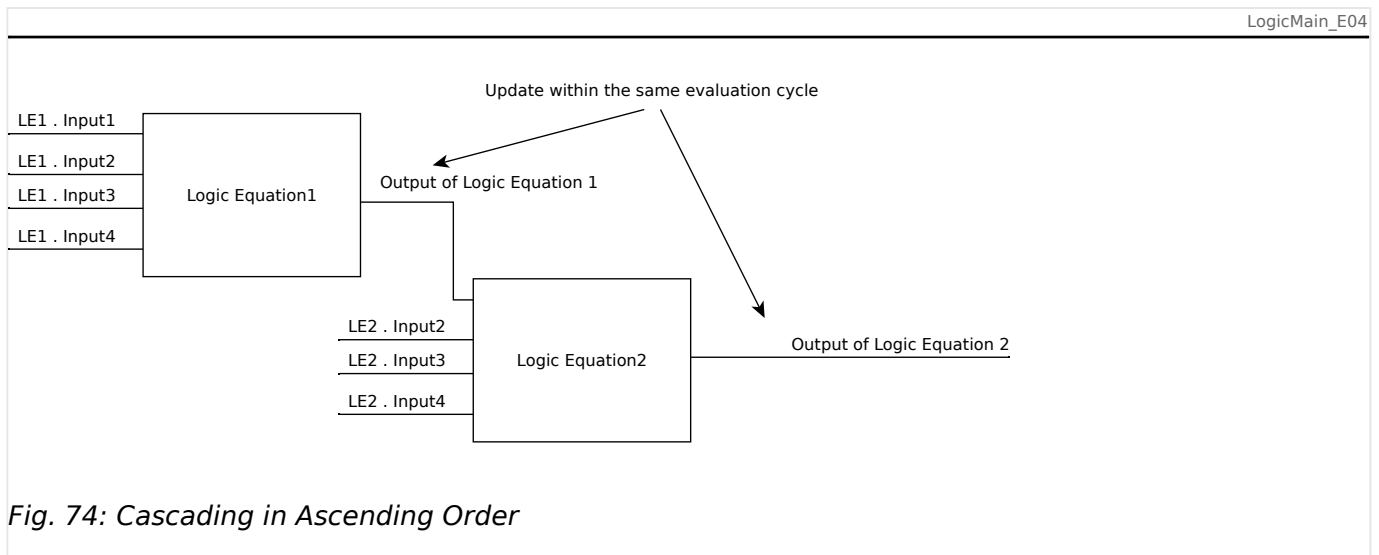 LogicMain_E04
Update within the same evaluation cycle
LE1 . Input1
LE1 . Input2
LE1 . Input3
LE1 . Input4
Logic Equation1
Output of Logic Equation 1
LE2 . Input2
LE2 . Input3
LE2 . Input4
Logic Equation2
Output of Logic Equation 2
Fig. 74: Cascading in Ascending Order